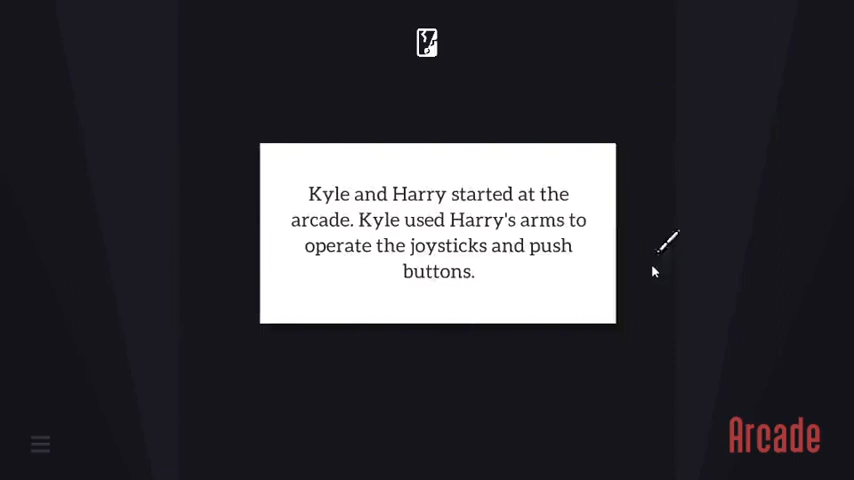 Kyle and Harry started at the
arcade. Kyle used Harry's arms to
operate the joysticks and push
buttons.
Arcade